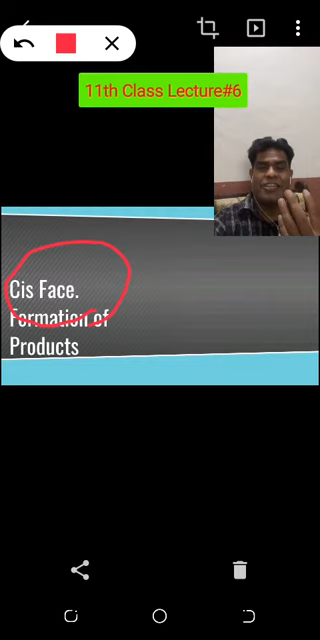 11th Class Lecture#6
Cis Face.
Formation of
Products